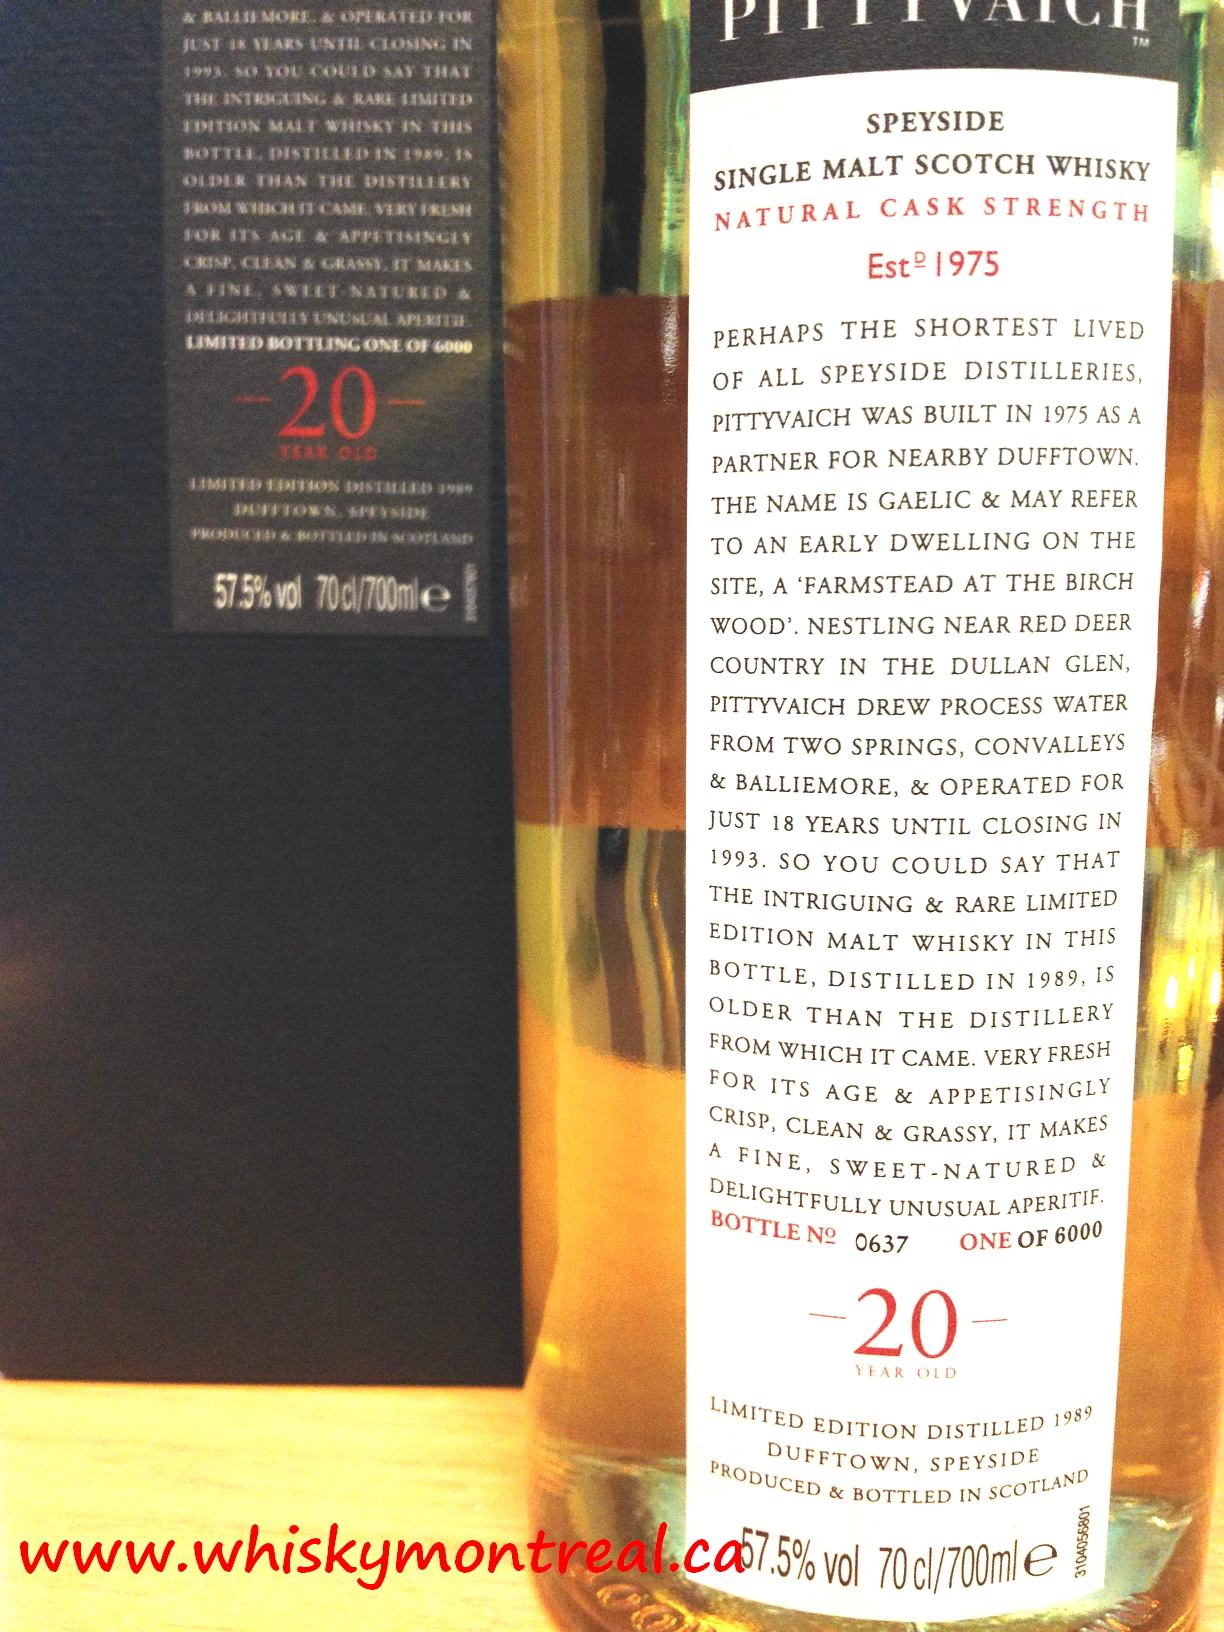 & BALLIEMORE, & OPERATED FOR
JUST 18 YEARS UNTIL CLOSING IN
1993. SO YOU COULD SAY THAT
THE INTRIGUING & RARE LIMITED
EDITION MALT WHISKY IN THIS
BOTTLE, DISTILLED IN 1989, IS
OLDER THAN THE DISTILLERY
FROM WHICH IT CAME. VERY FRESH
FOR ITS AGE & APPETISINGLY
CRISP, CLEAN & GRASSY, IT MAKES
A FINE, SWEET-NATURED &
DELIGHTFULLY UNUSUAL APERITIF.
LIMITED BOTTLING ONE OF 6000
20
YEAR OLD
LIMITED EDITION DISTILLED 1989
DUFFTOWN, SPEYSIDE
PRODUCED & BOTTLED IN SCOTLAND
57.5% vol 70cl/700ml e
PITTYVAICH™
SPEYSIDE
SINGLE MALT SCOTCH WHISKY
NATURAL CASK STRENGTH
Estᴰ 1975
PERHAPS THE SHORTEST LIVED
OF ALL SPEYSIDE DISTILLERIES,
PITTYVAICH WAS BUILT IN 1975 AS A
PARTNER FOR NEARBY DUFFTOWN.
THE NAME IS GAELIC & MAY REFER
TO AN EARLY DWELLING ON THE
SITE, A ‘FARMSTEAD AT THE BIRCH
WOOD’. NESTLING NEAR RED DEER
COUNTRY IN THE DULLAN GLEN,
PITTYVAICH DREW PROCESS WATER
FROM TWO SPRINGS, CONVALLEYS
& BALLIEMORE, & OPERATED FOR
JUST 18 YEARS UNTIL CLOSING IN
1993. SO YOU COULD SAY THAT
THE INTRIGUING & RARE LIMITED
EDITION MALT WHISKY IN THIS
BOTTLE, DISTILLED IN 1989, IS
OLDER THAN THE DISTILLERY
FROM WHICH IT CAME. VERY FRESH
FOR ITS AGE & APPETISINGLY
CRISP, CLEAN & GRASSY, IT MAKES
A FINE, SWEET-NATURED &
DELIGHTFULLY UNUSUAL APERITIF.
BOTTLE Nº 0637 ONE OF 6000
20
YEAR OLD
LIMITED EDITION DISTILLED 1989
DUFFTOWN, SPEYSIDE
PRODUCED & BOTTLED IN SCOTLAND
57.5% vol 70cl/700ml e
3104056801
www.whiskymontreal.ca